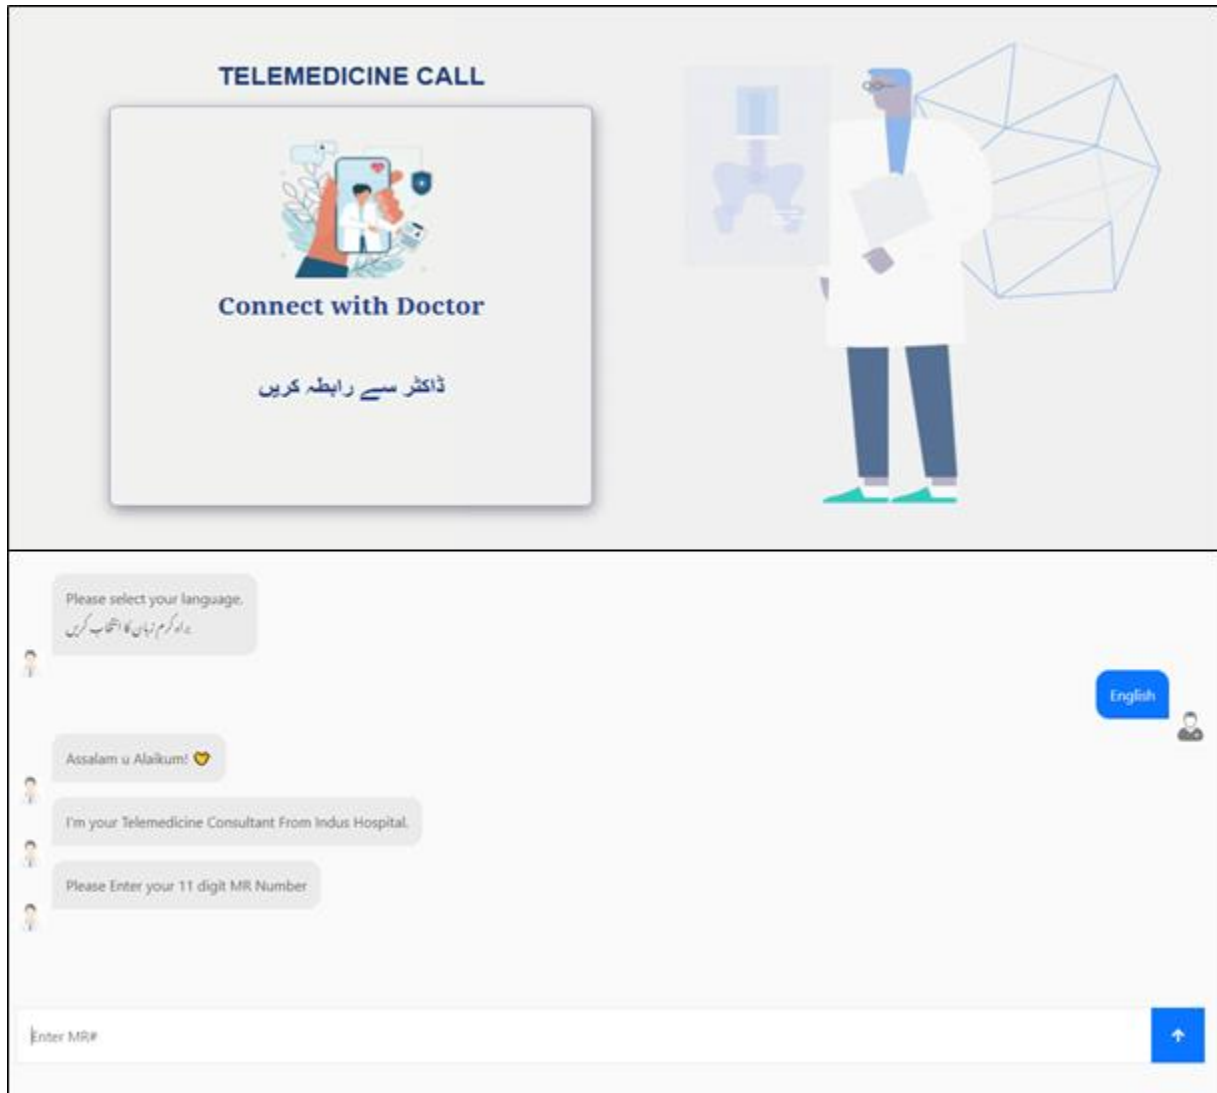 TELEMEDICINE CALL
Connect with Doctor
ڈاکٹر سے رابطہ کریں
Please select your language.
براہ کرم زبان کا انتخاب کریں
English
Assalam u Alaikum! 💛
I'm your Telemedicine Consultant From Indus Hospital.
Please Enter your 11 digit MR Number
Enter MR#